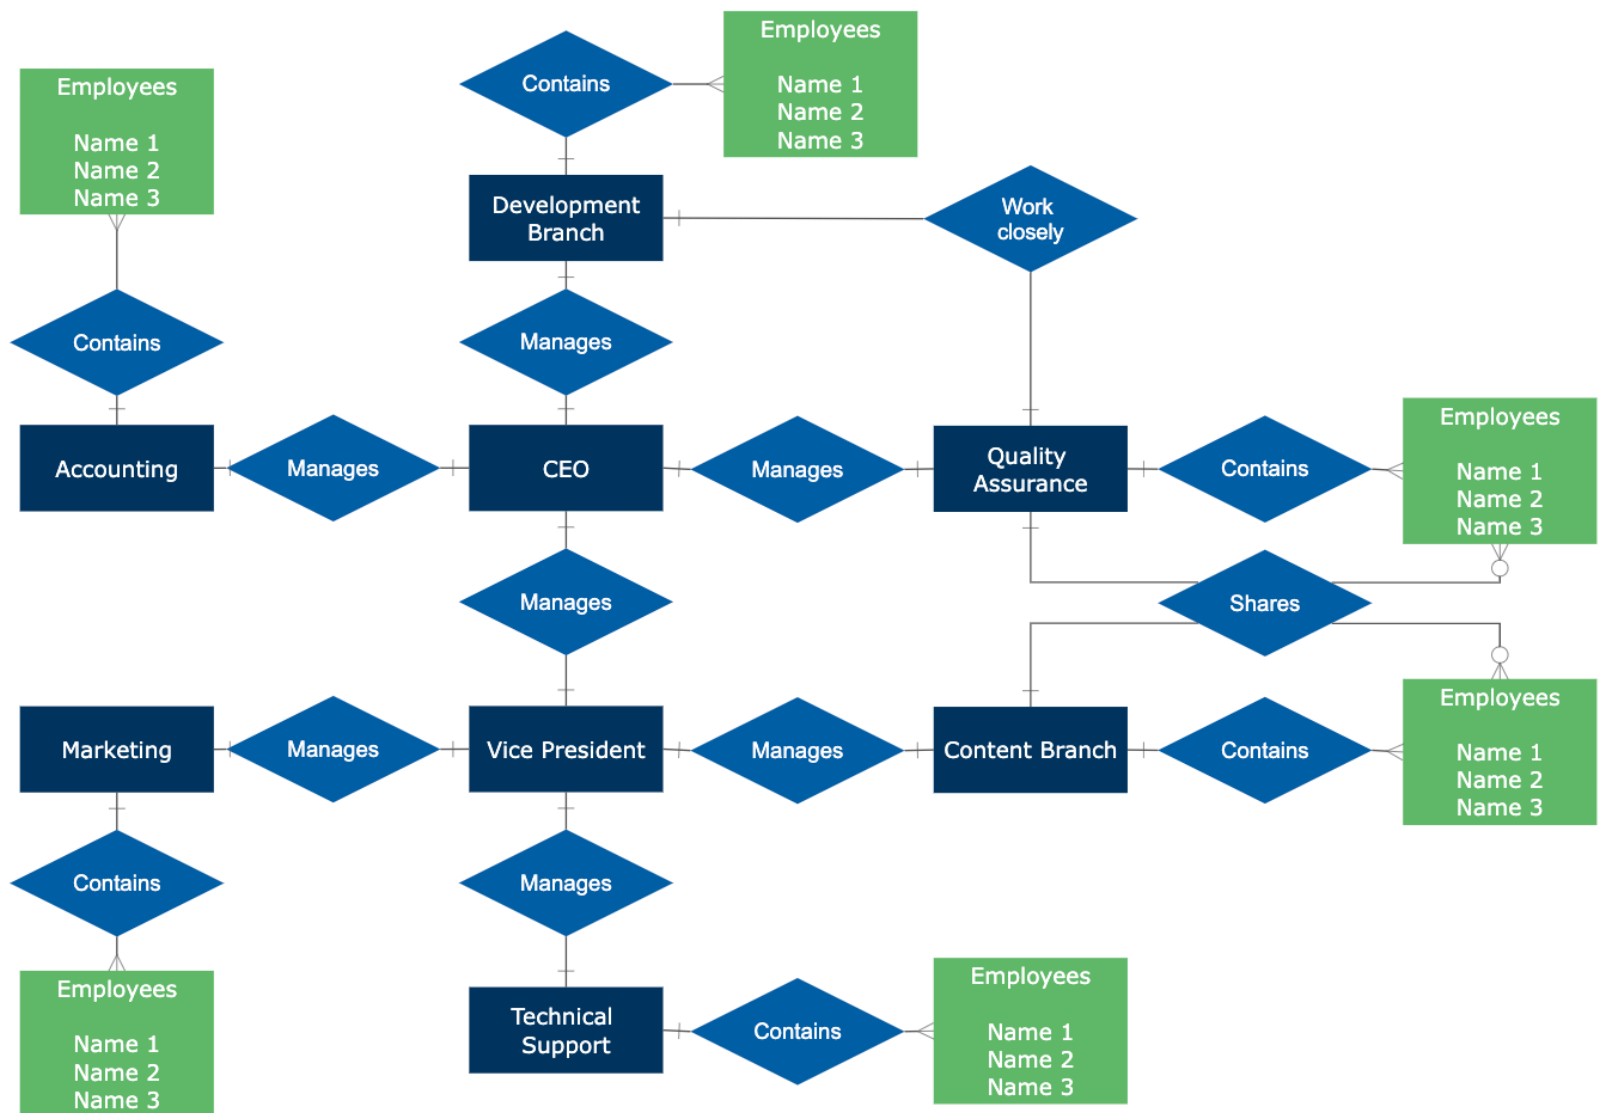 Employees
Name 1
Name 2
Name 3
Contains
Employees
Name 1
Name 2
Name 3
Development
Branch
Work
closely
Contains
Manages
Accounting
Manages
CEO
Manages
Quality
Assurance
Contains
Employees
Name 1
Name 2
Name 3
Manages
Shares
Marketing
Manages
Vice President
Manages
Content Branch
Contains
Employees
Name 1
Name 2
Name 3
Contains
Manages
Employees
Name 1
Name 2
Name 3
Technical
Support
Contains
Employees
Name 1
Name 2
Name 3